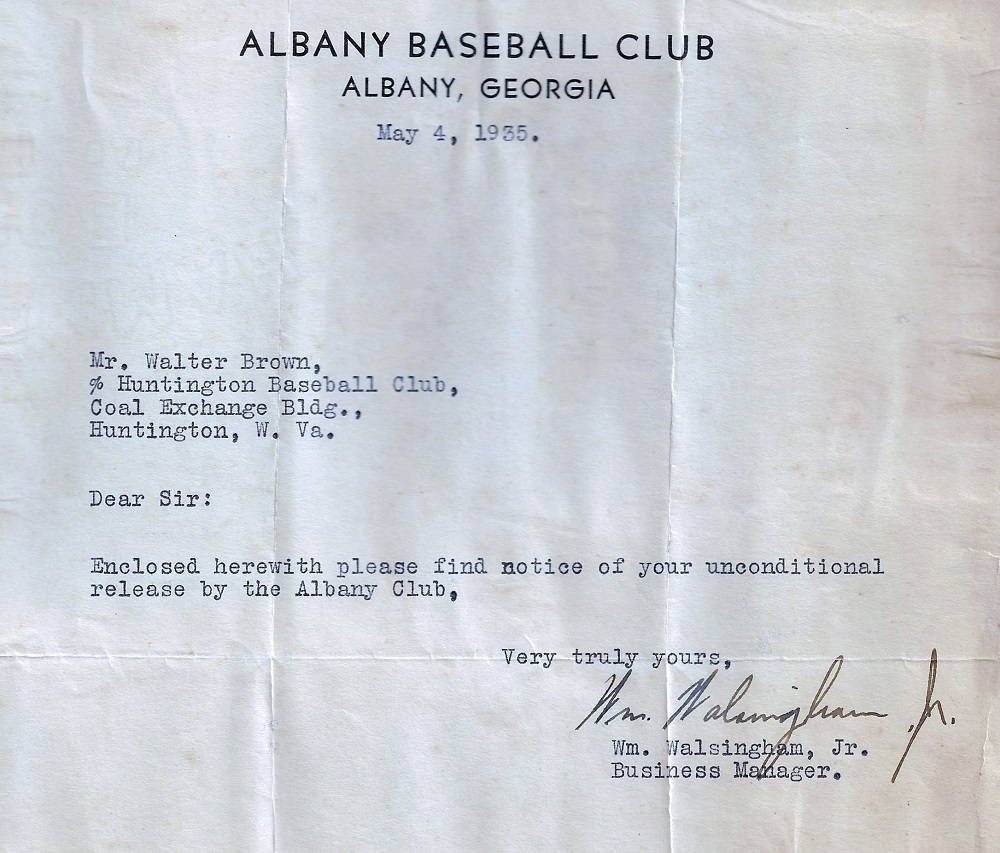 ALBANY BASEBALL CLUB
ALBANY, GEORGIA
May 4, 1935.
Mr. Walter Brown,
% Huntington Baseball Club,
Coal Exchange Bldg.,
Huntington, W. Va.
Dear Sir:
Enclosed herewith please find notice of your unconditional
release by the Albany Club,
Very truly yours,
Wm. Walsingham Jr.
Wm. Walsingham, Jr.
Business Manager.